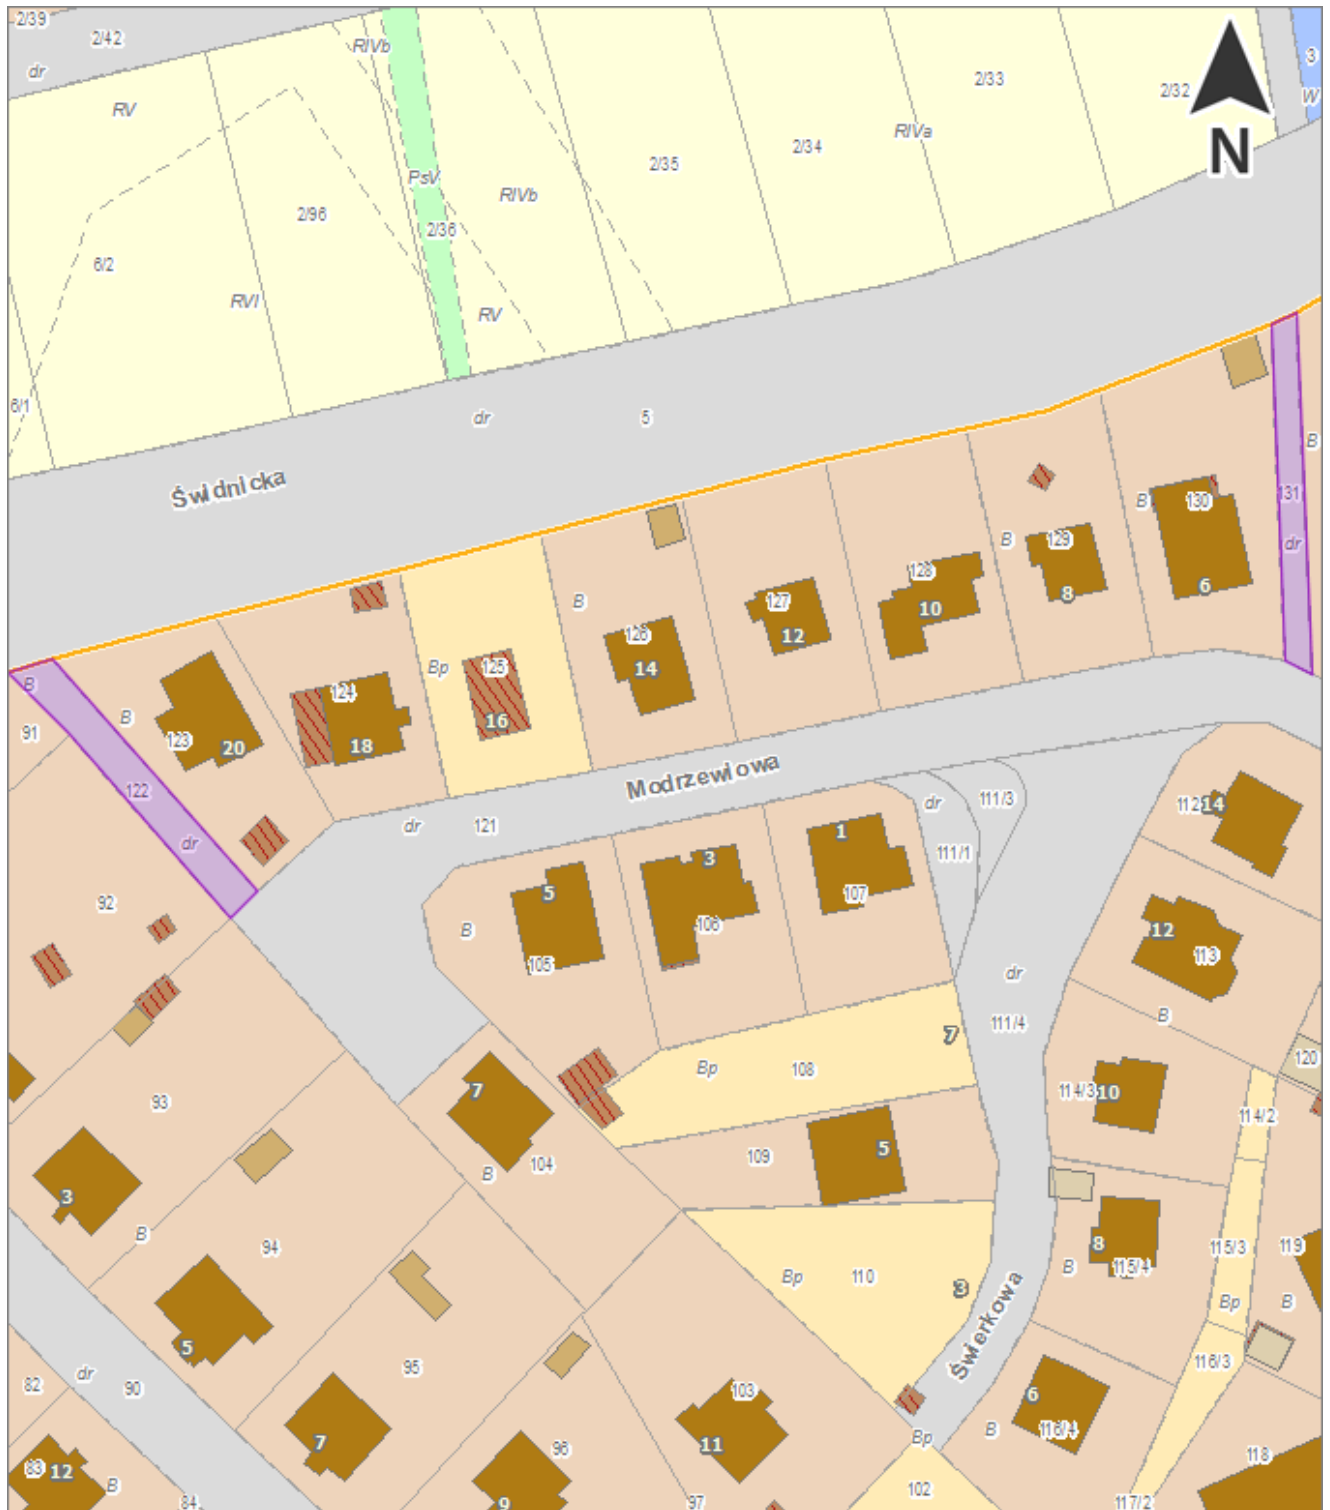 2/39
2/42
dr
RIVb
2/33
3
2/32
W
N
RV
RIVa
2/34
2/35
PsV
RIVb
2/96
2/36
6/2
RVI
RV
6/1
dr
5
B
Świdnicka
131
130
B
dr
129
B
8
6
128
10
127
12
B
126
14
Bp
125
16
124
18
B
B
123
20
91
122
dr
Modrzewiowa
dr
121
dr
111/3
112
14
1
111/1
3
5
107
92
B
106
105
12
113
dr
111/4
B
7
Bp
108
120
93
7
114/3
10
114/2
109
5
104
B
3
B
94
8
115/4
B
115/3
119
Bp
110
3
Bp
B
Świerkowa
5
95
116/3
82
dr
90
103
6
116/4
B
7
11
96
Bp
118
83
12
B
102
84
9
97
117/2